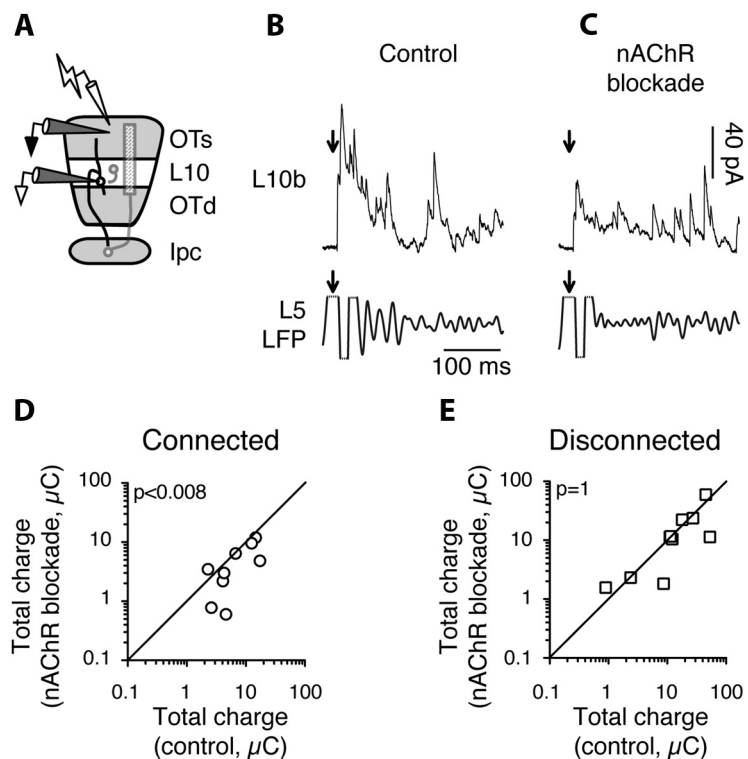 A
B
C
Control
nAChR
blockade
OTs
L10
OTd
Ipc
L10b
40 pA
L5
LFP
100 ms
D
Connected
Total charge
(nAChR blockade, µC)
100
10
1
0.1
p<0.008
0.1 1 10 100
Total charge
(control, µC)
E
Disconnected
Total charge
(nAChR blockade, µC)
100
10
1
0.1
p=1
0.1 1 10 100
Total charge
(control, µC)